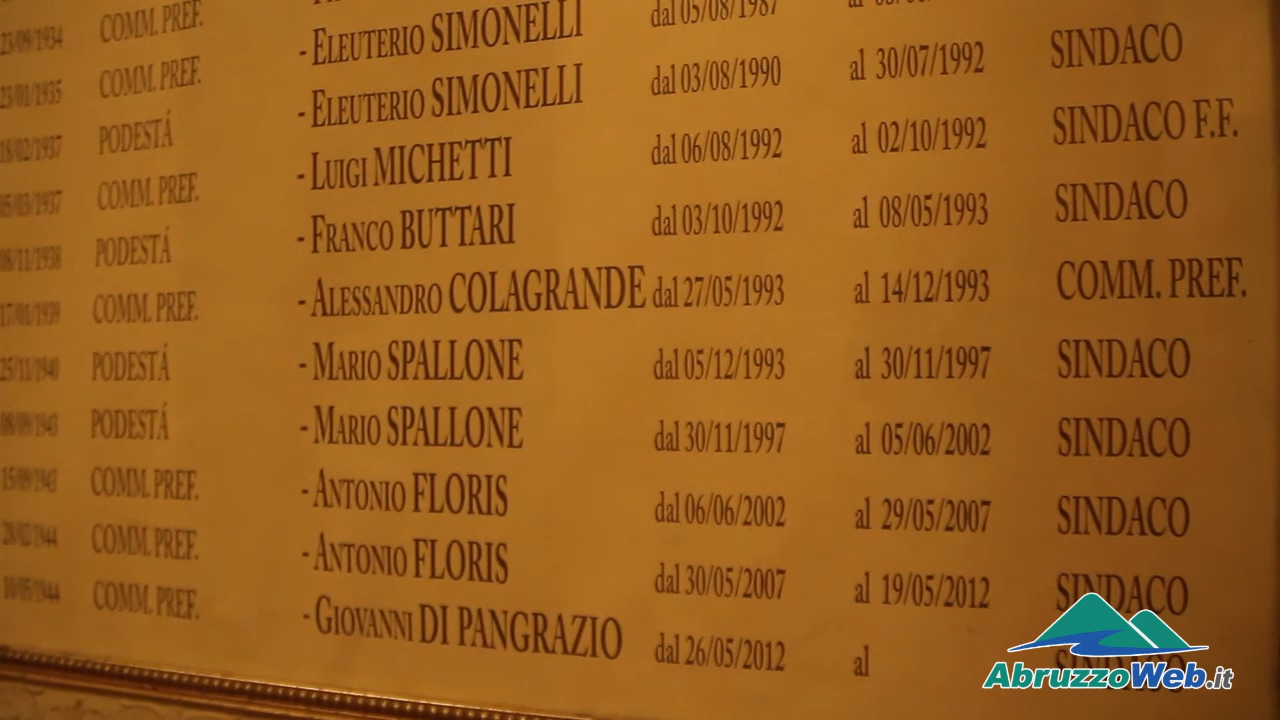 23/09/1934 COMM. PREF.
23/01/1935 COMM. PREF.
18/02/1937 PODESTÁ
05/03/1937 COMM. PREF.
08/11/1938 PODESTÁ
17/01/1939 COMM. PREF.
25/11/1940 PODESTÁ
08/09/1943 PODESTÁ
15/09/1943 COMM. PREF.
28/02/1944 COMM. PREF.
10/05/1944 COMM. PREF.
- ELEUTERIO SIMONELLI dal 05/08/1987 al
- ELEUTERIO SIMONELLI dal 03/08/1990 al 30/07/1992 SINDACO
- LUIGI MICHETTI dal 06/08/1992 al 02/10/1992 SINDACO F.F.
- FRANCO BUTTARI dal 03/10/1992 al 08/05/1993 SINDACO
- ALESSANDRO COLAGRANDE dal 27/05/1993 al 14/12/1993 COMM. PREF.
- MARIO SPALLONE dal 05/12/1993 al 30/11/1997 SINDACO
- MARIO SPALLONE dal 30/11/1997 al 05/06/2002 SINDACO
- ANTONIO FLORIS dal 06/06/2002 al 29/05/2007 SINDACO
- ANTONIO FLORIS dal 30/05/2007 al 19/05/2012 SINDACO
- GIOVANNI DI PANGRAZIO dal 26/05/2012 al SINDACO
AbruzzoWeb.it